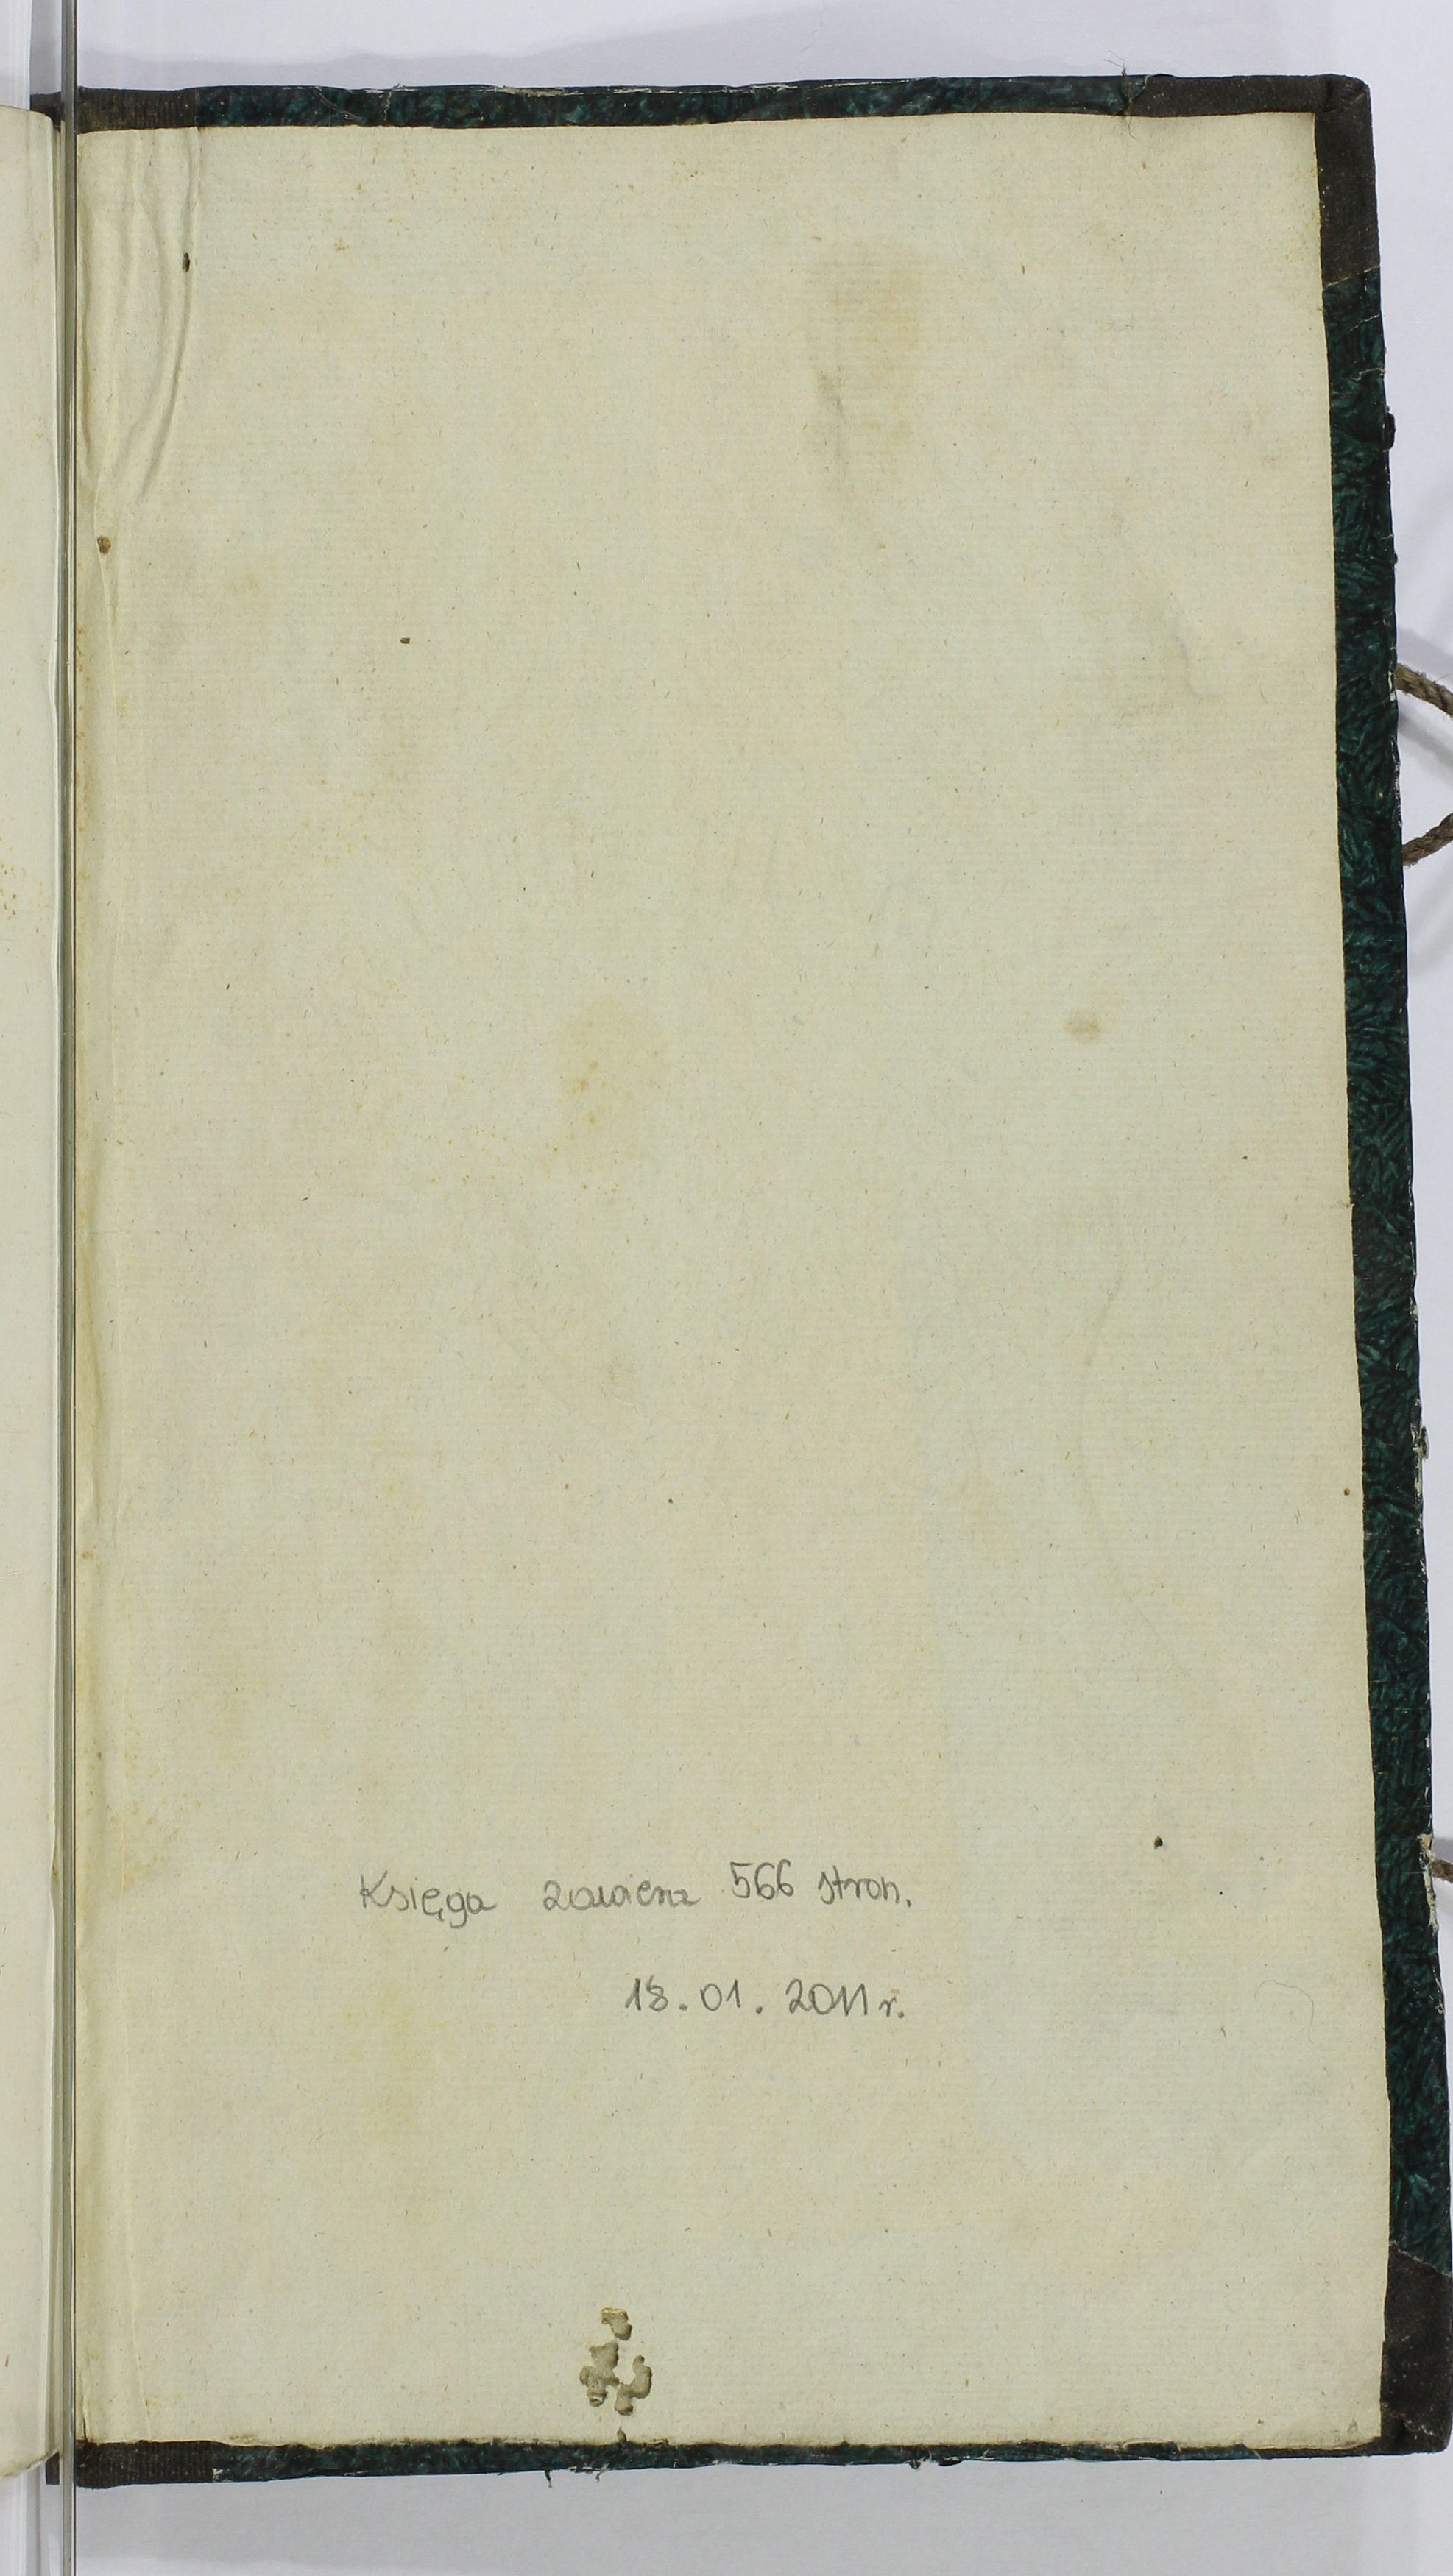 Księga zawiera 566 stron.
18.01.2011 r.